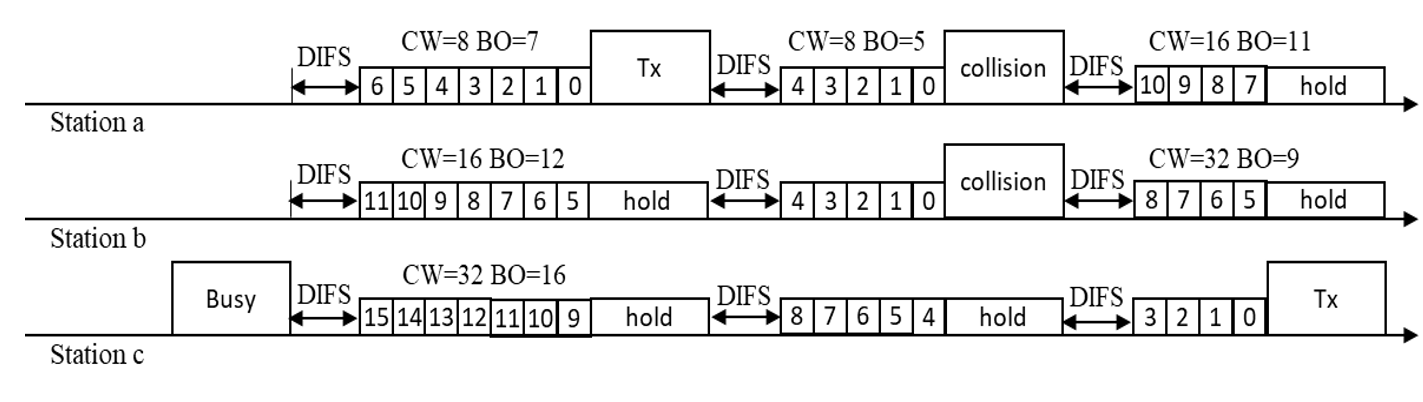 CW=8 BO=7
CW=8 BO=5
CW=16 BO=11
DIFS
6 5 4 3 2 1 0
Tx
DIFS
4 3 2 1 0
collision
DIFS
10 9 8 7
hold
Station a
CW=16 BO=12
CW=32 BO=9
DIFS
11 10 9 8 7 6 5
hold
DIFS
4 3 2 1 0
collision
DIFS
8 7 6 5
hold
Station b
Busy
DIFS
CW=32 BO=16
15 14 13 12 11 10 9
hold
DIFS
8 7 6 5 4
hold
DIFS
3 2 1 0
Tx
Station c